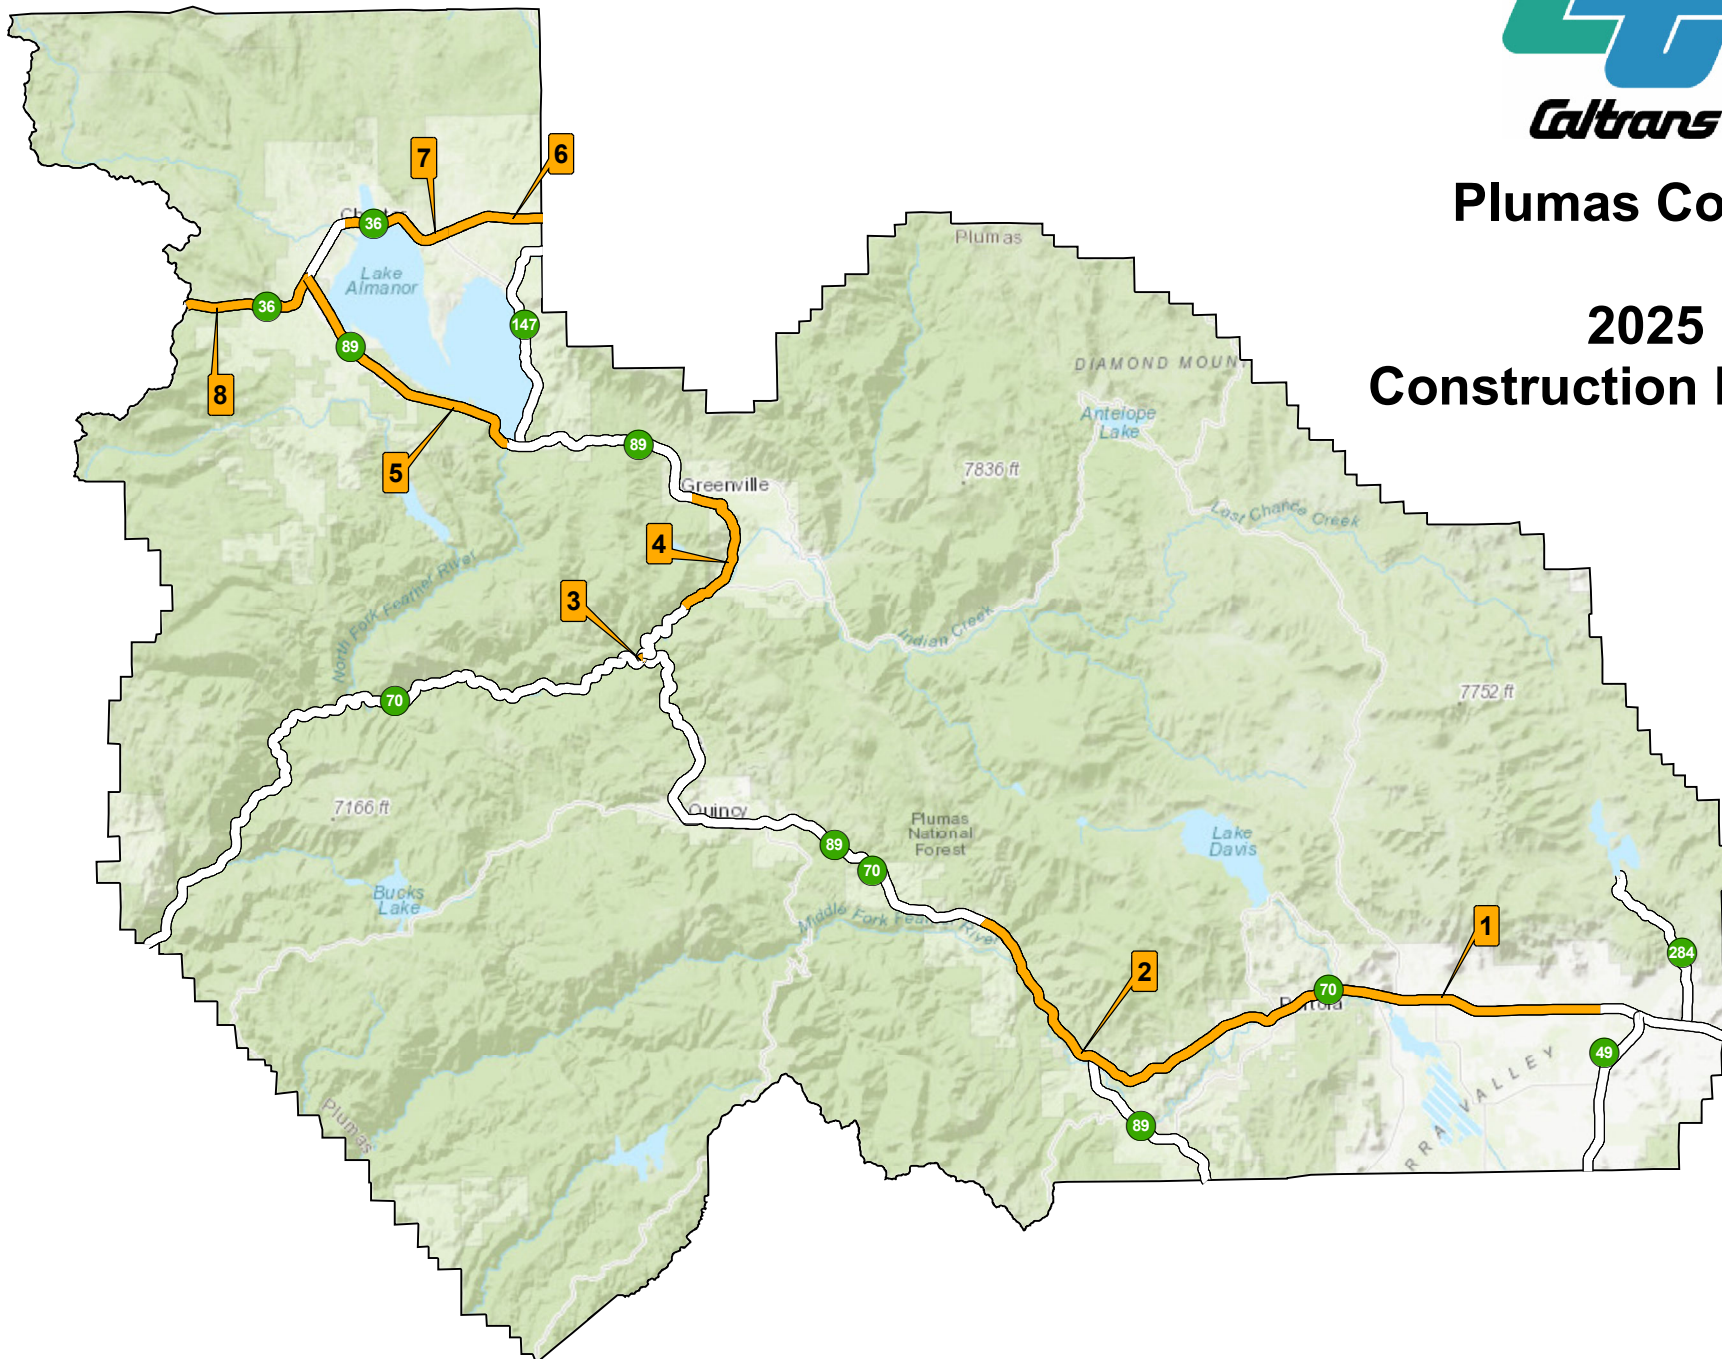 Caltrans
Plumas Co
2025
Construction
7
6
36
Plumas
Lake
Almanor
36
147
89
DIAMOND MOUN
8
Antelope
Lake
89
5
7836 ft
Greenville
Last Chance Creek
4
North Fork Feather River
3
Indian Creek
70
7752 ft
7166 ft
Quincy
Plumas
National
Forest
Lake
Davis
89
70
Bucks
Lake
Middle Fork Feather River
1
2
284
70
Portola
49
RRA VALLEY
Plumas
89